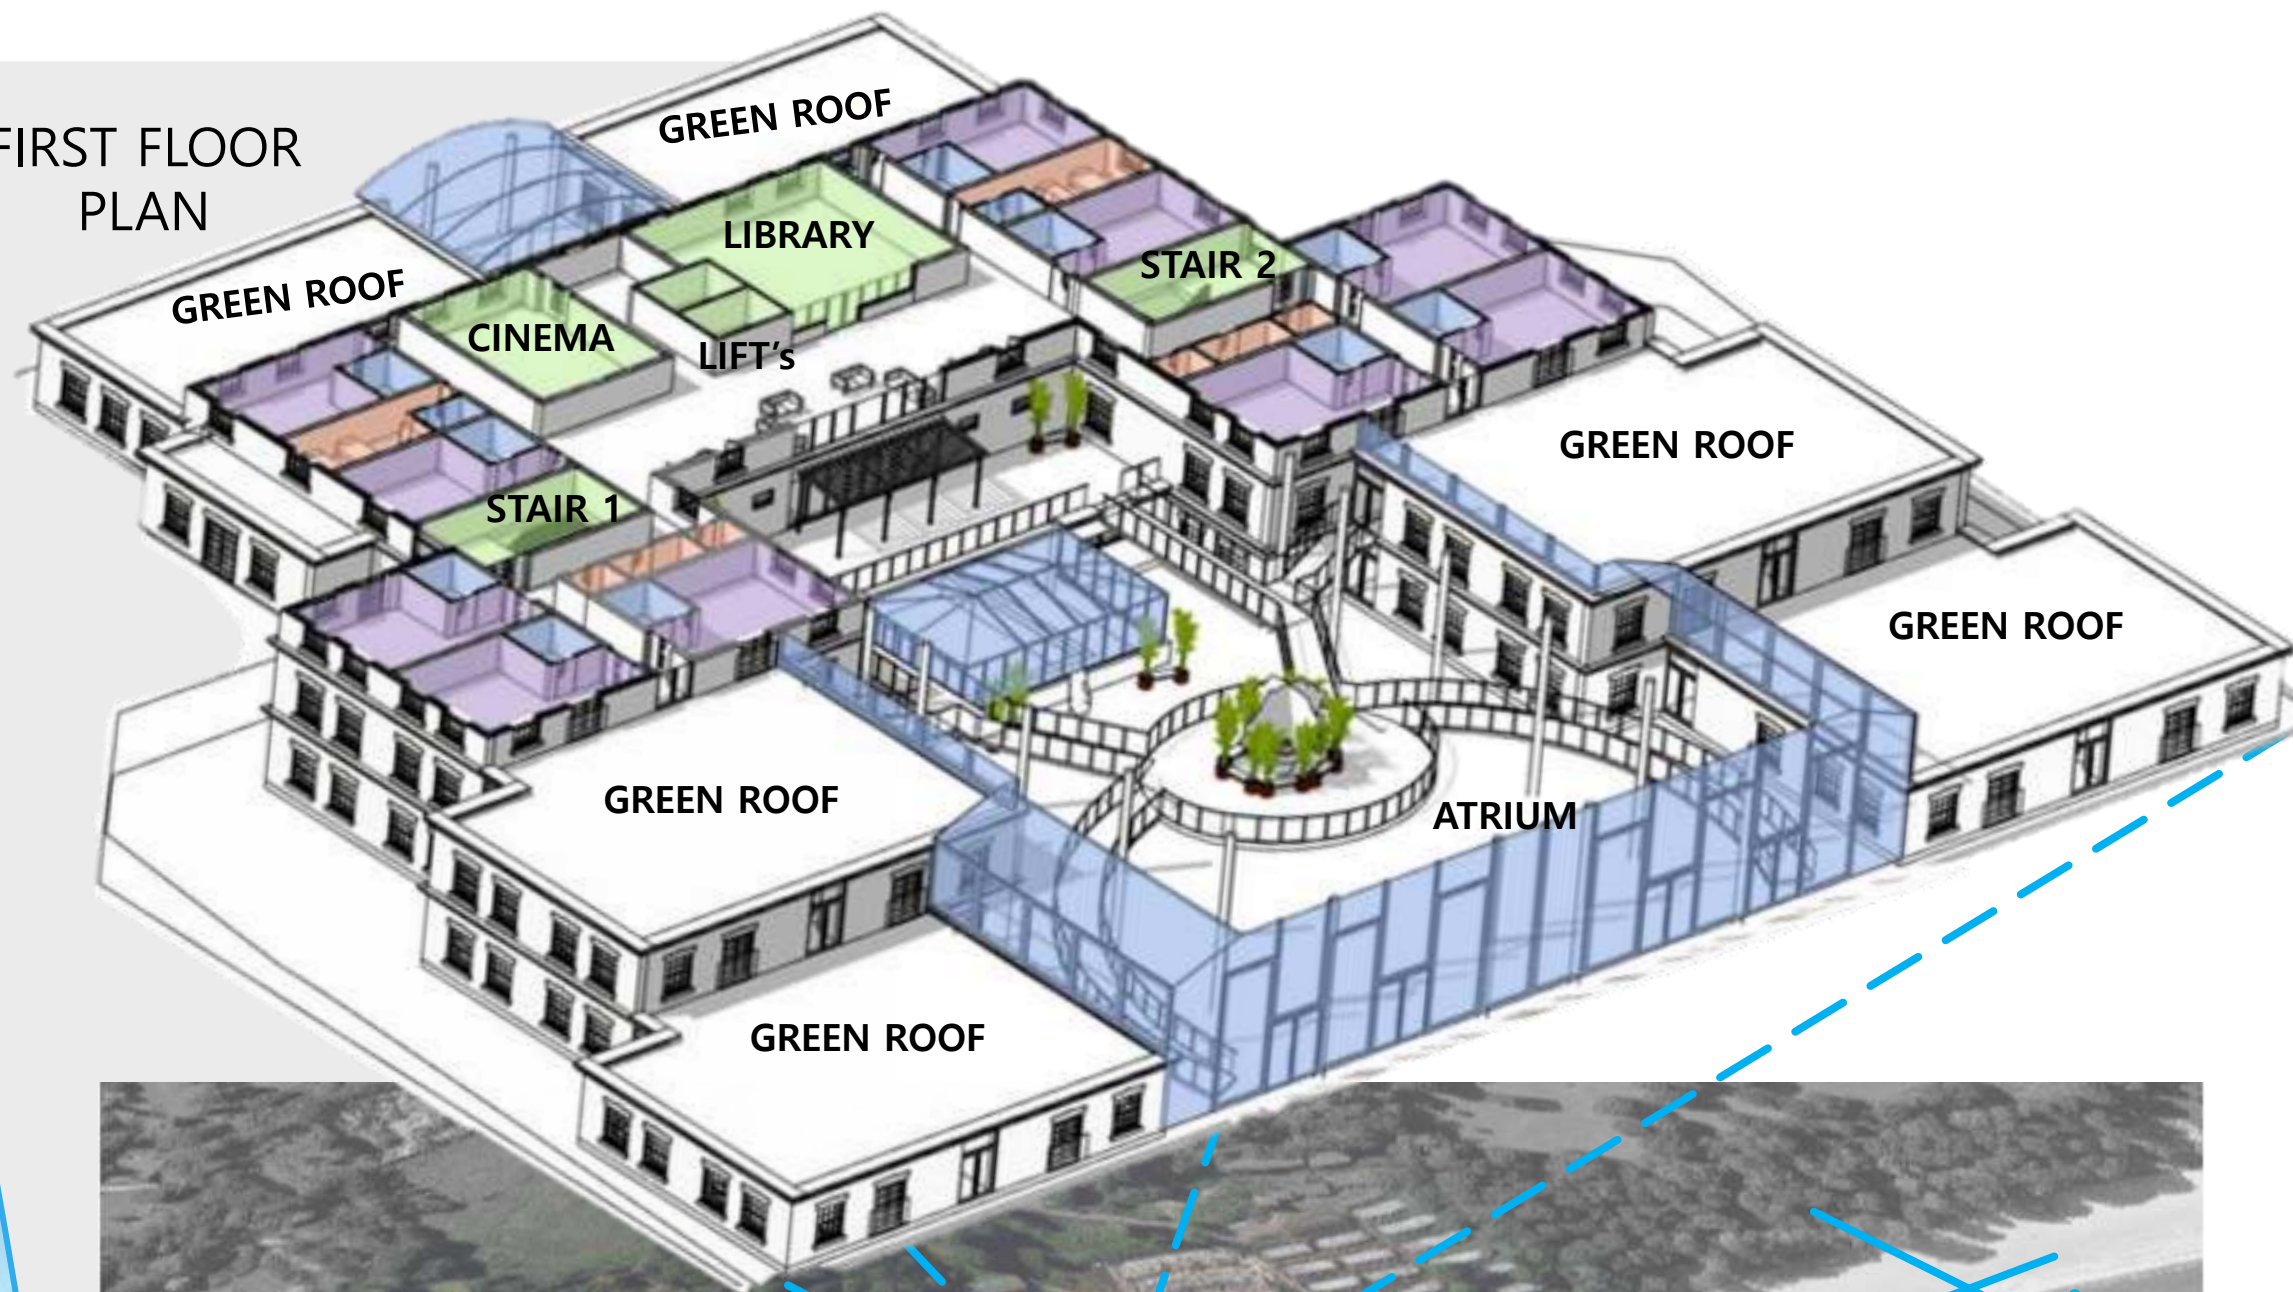 FIRST FLOOR
PLAN
GREEN ROOF
LIBRARY
STAIR 2
GREEN ROOF
CINEMA
LIFT's
GREEN ROOF
STAIR 1
GREEN ROOF
GREEN ROOF
ATRIUM
GREEN ROOF